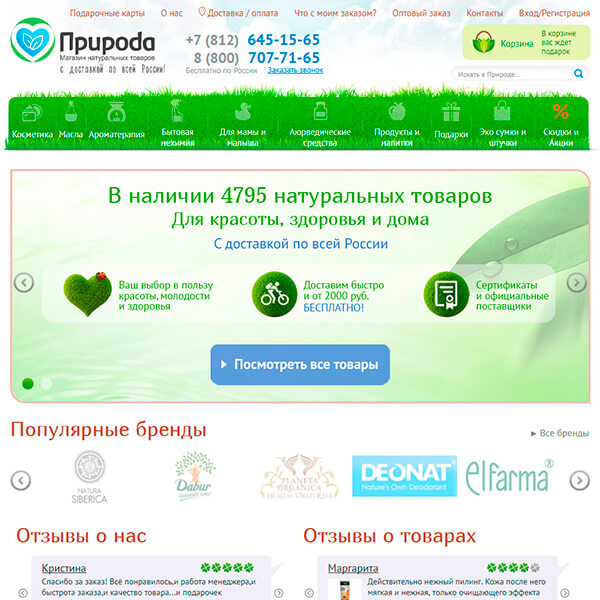 Подарочные карты О нас Доставка / оплата Что с моим заказом? Оптовый заказ Контакты Вход/Регистрация
Природа
Магазин натуральных товаров
с доставкой по всей России!
+7 (812) 645-15-65
8 (800) 707-71-65
Бесплатно по России Заказать звонок
Корзина
В корзине
вас ждет
подарок
Искать в Природе...
Косметика
Масла
Ароматерапия
Бытовая
нехимия
Для мамы и
малыша
Аюрведические
средства
Продукты и
напитки
Подарки
Эко сумки и
штучки
%
Скидки и
Акции
В наличии 4795 натуральных товаров
Для красоты, здоровья и дома
С доставкой по всей России
Ваш выбор в пользу
красоты, молодости
и здоровья
Доставим быстро
и от 2000 руб.
БЕСПЛАТНО!
Сертификаты
и официальные
поставщики
Посмотреть все товары
Популярные бренды
Все бренды
NATURA
SIBERICA
Dabur
Celebrate Life!
PLANETA
ORGANICA
DEAD SEA NATURALS
DEONAT
Nature's Own Deodorant
elfarma®
Отзывы о нас
Кристина
Спасибо за заказ! Всё понравилось,и работа менеджера,и
быстрота заказа,и качество товара...и подарочек
Отзывы о товарах
Маргарита
Действительно нежный пилинг. Кожа после него
мягкая и нежная, только очищающего эффекта